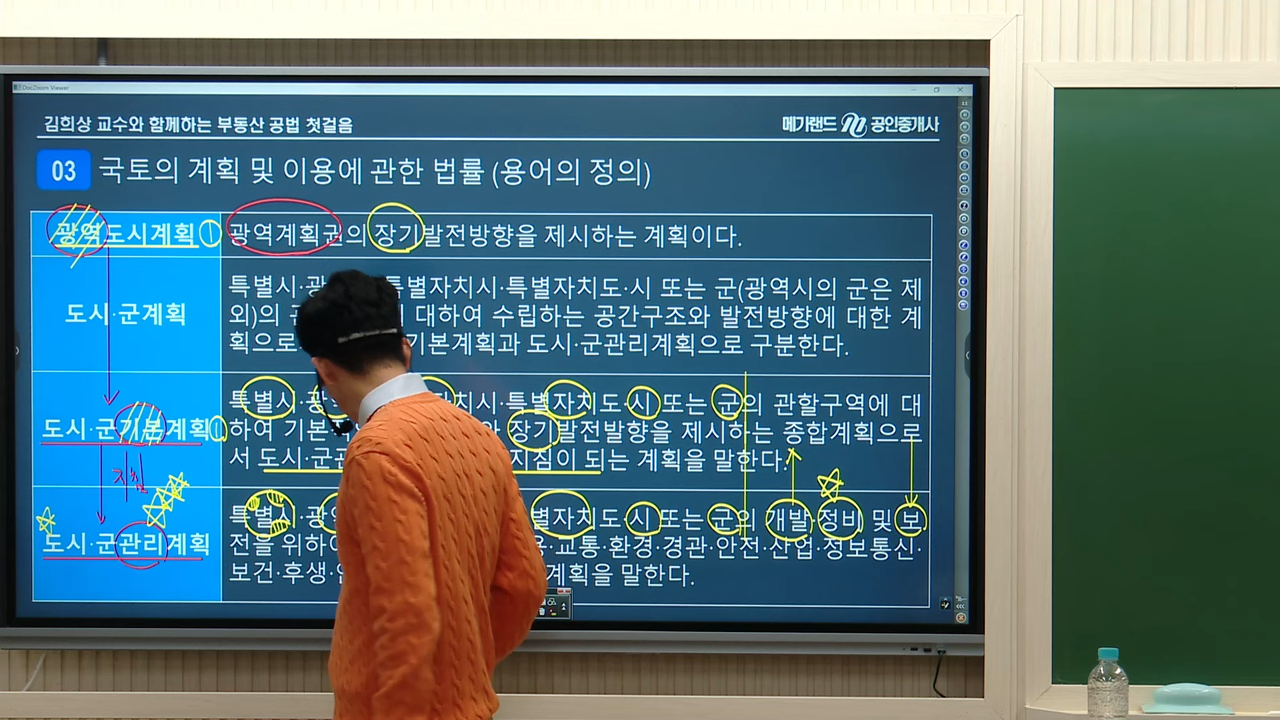 DocZoom Viewer
김희상 교수와 함께하는 부동산 공법 첫걸음
메가랜드 공인중개사
03 국토의 계획 및 이용에 관한 법률 (용어의 정의)
광역도시계획 ①
광역계획권의 장기발전방향을 제시하는 계획이다.
도시·군계획
특별시·광 특별자치시·특별자치도·시 또는 군(광역시의 군은 제
외)의 대하여 수립하는 공간구조와 발전방향에 대한 계
획으로 기본계획과 도시·군관리계획으로 구분한다.
도시·군기본계획
특별시·광 치시·특별자치도·시 또는 군의 관할구역에 대
하여 기본 장기발전발향을 제시하는 종합계획으로
서 도시·군관 지침이 되는 계획을 말한다.
지침
도시·군관리계획
특별시·광 별자치도·시 또는 군의 개발·정비 및 보
전을 위하 교통·환경·경관·안전·산업·정보통신·
보건·후생· 계획을 말한다.